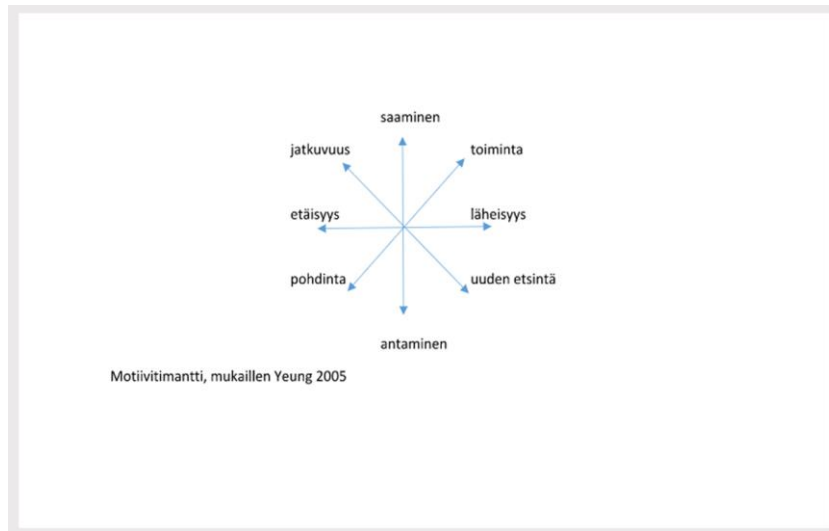 saaminen
jatkuvuus
toiminta
etäisyys
läheisyys
pohdinta
uuden etsintä
antaminen
Motiivitimantti, mukaillen Yeung 2005